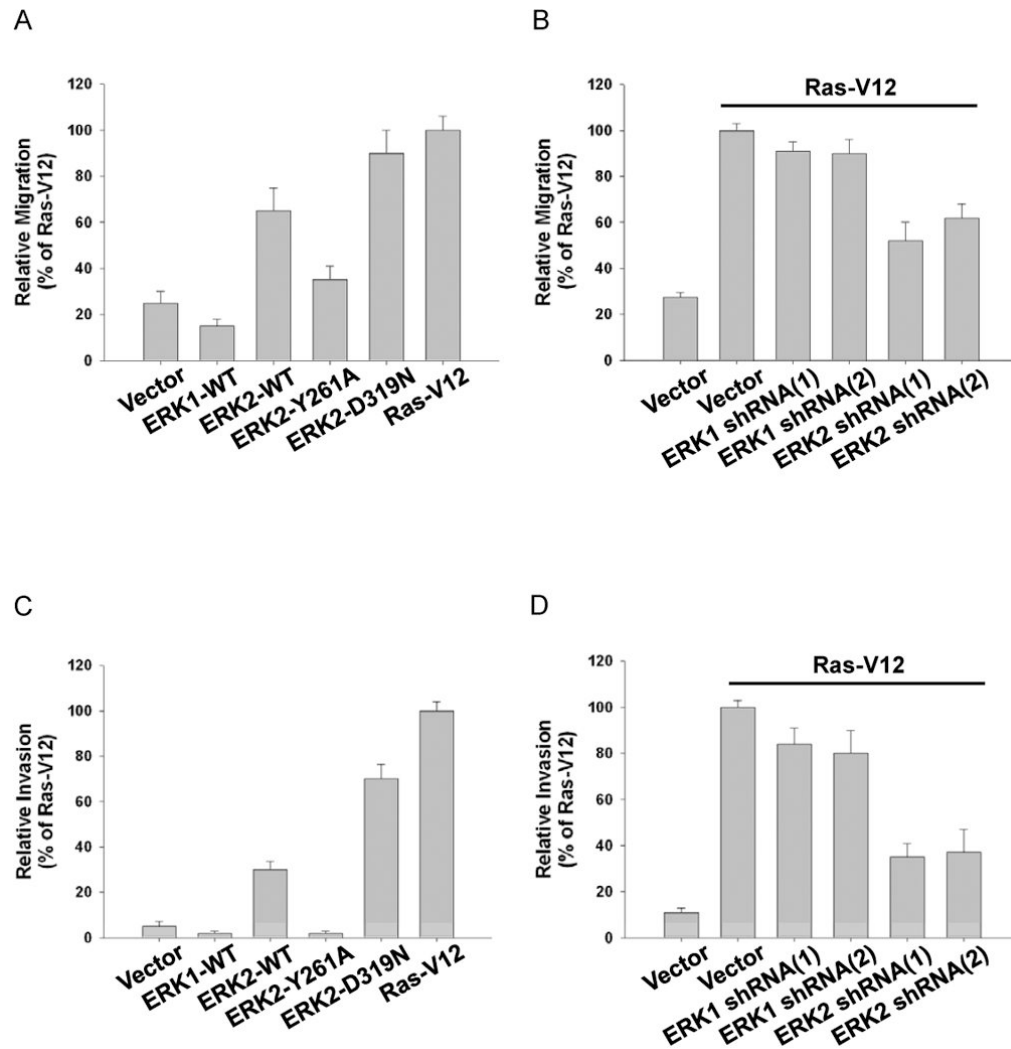 A
Relative Migration
(% of Ras-V12)
120
100
80
60
40
20
0
Vector
ERK1-WT
ERK2-WT
ERK2-Y261A
ERK2-D319N
Ras-V12
B
Ras-V12
Relative Migration
(% of Ras-V12)
120
100
80
60
40
20
0
Vector
Vector
ERK1 shRNA(1)
ERK1 shRNA(2)
ERK2 shRNA(1)
ERK2 shRNA(2)
C
Relative Invasion
(% of Ras-V12)
120
100
80
60
40
20
0
Vector
ERK1-WT
ERK2-WT
ERK2-Y261A
ERK2-D319N
Ras-V12
D
Ras-V12
Relative Invasion
(% of Ras-V12)
120
100
80
60
40
20
0
Vector
Vector
ERK1 shRNA(1)
ERK1 shRNA(2)
ERK2 shRNA(1)
ERK2 shRNA(2)